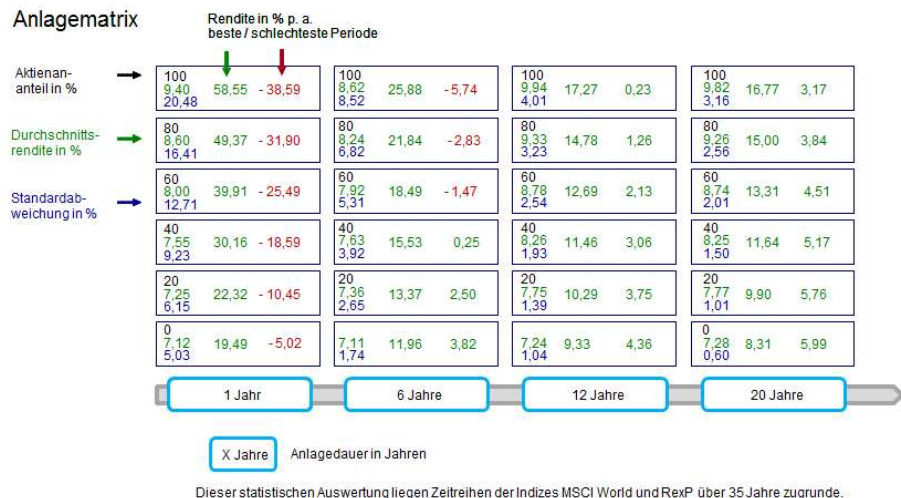 Anlagematrix
Rendite in % p. a.
beste / schlechteste Periode
Aktienan-
anteil in %
Durchschnitts-
rendite in %
Standardab-
weichung in %
100
9,40 58,55 - 38,59
20,48
100
8,62 25,88 - 5,74
8,52
100
9,94 17,27 0,23
4,01
100
9,82 16,77 3,17
3,16
80
8,60 49,37 - 31,90
16,41
80
8,24 21,84 - 2,83
6,82
80
9,33 14,78 1,26
3,23
80
9,26 15,00 3,84
2,56
60
8,00 39,91 - 25,49
12,71
60
7,92 18,49 - 1,47
5,31
60
8,78 12,69 2,13
2,54
60
8,74 13,31 4,51
2,01
40
7,55 30,16 - 18,59
9,23
40
7,63 15,53 0,25
3,92
40
8,26 11,46 3,06
1,93
40
8,25 11,64 5,17
1,50
20
7,25 22,32 - 10,45
6,15
20
7,36 13,37 2,50
2,65
20
7,75 10,29 3,75
1,39
20
7,77 9,90 5,76
1,01
0
7,12 19,49 - 5,02
5,03
7,11 11,96 3,82
1,74
7,24 9,33 4,36
1,04
0
7,28 8,31 5,99
0,60
1 Jahr
6 Jahre
12 Jahre
20 Jahre
X Jahre Anlagedauer in Jahren
Dieser statistischen Auswertung liegen Zeitreihen der Indizes MSCI World und RexP über 35 Jahre zugrunde.